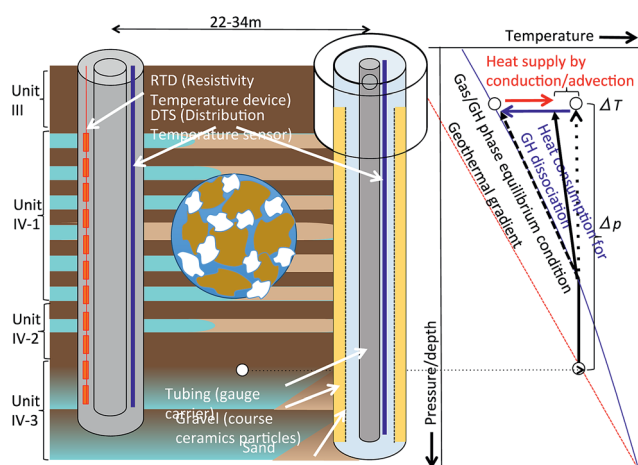 22-34m
Temperature
Unit
III
RTD (Resistivity
Temperature device)
DTS (Distribution
Temperature sensor)
Heat supply by
conduction/advection
ΔT
Unit
IV-1
Gas/GH phase equilibrium condition
Geothermal gradient
Heat consumption for
GH dissociation
Δp
Unit
IV-2
Unit
IV-3
Tubing (gauge
carrier)
Gravel (course
ceramics particles)
Sand
Pressure/depth